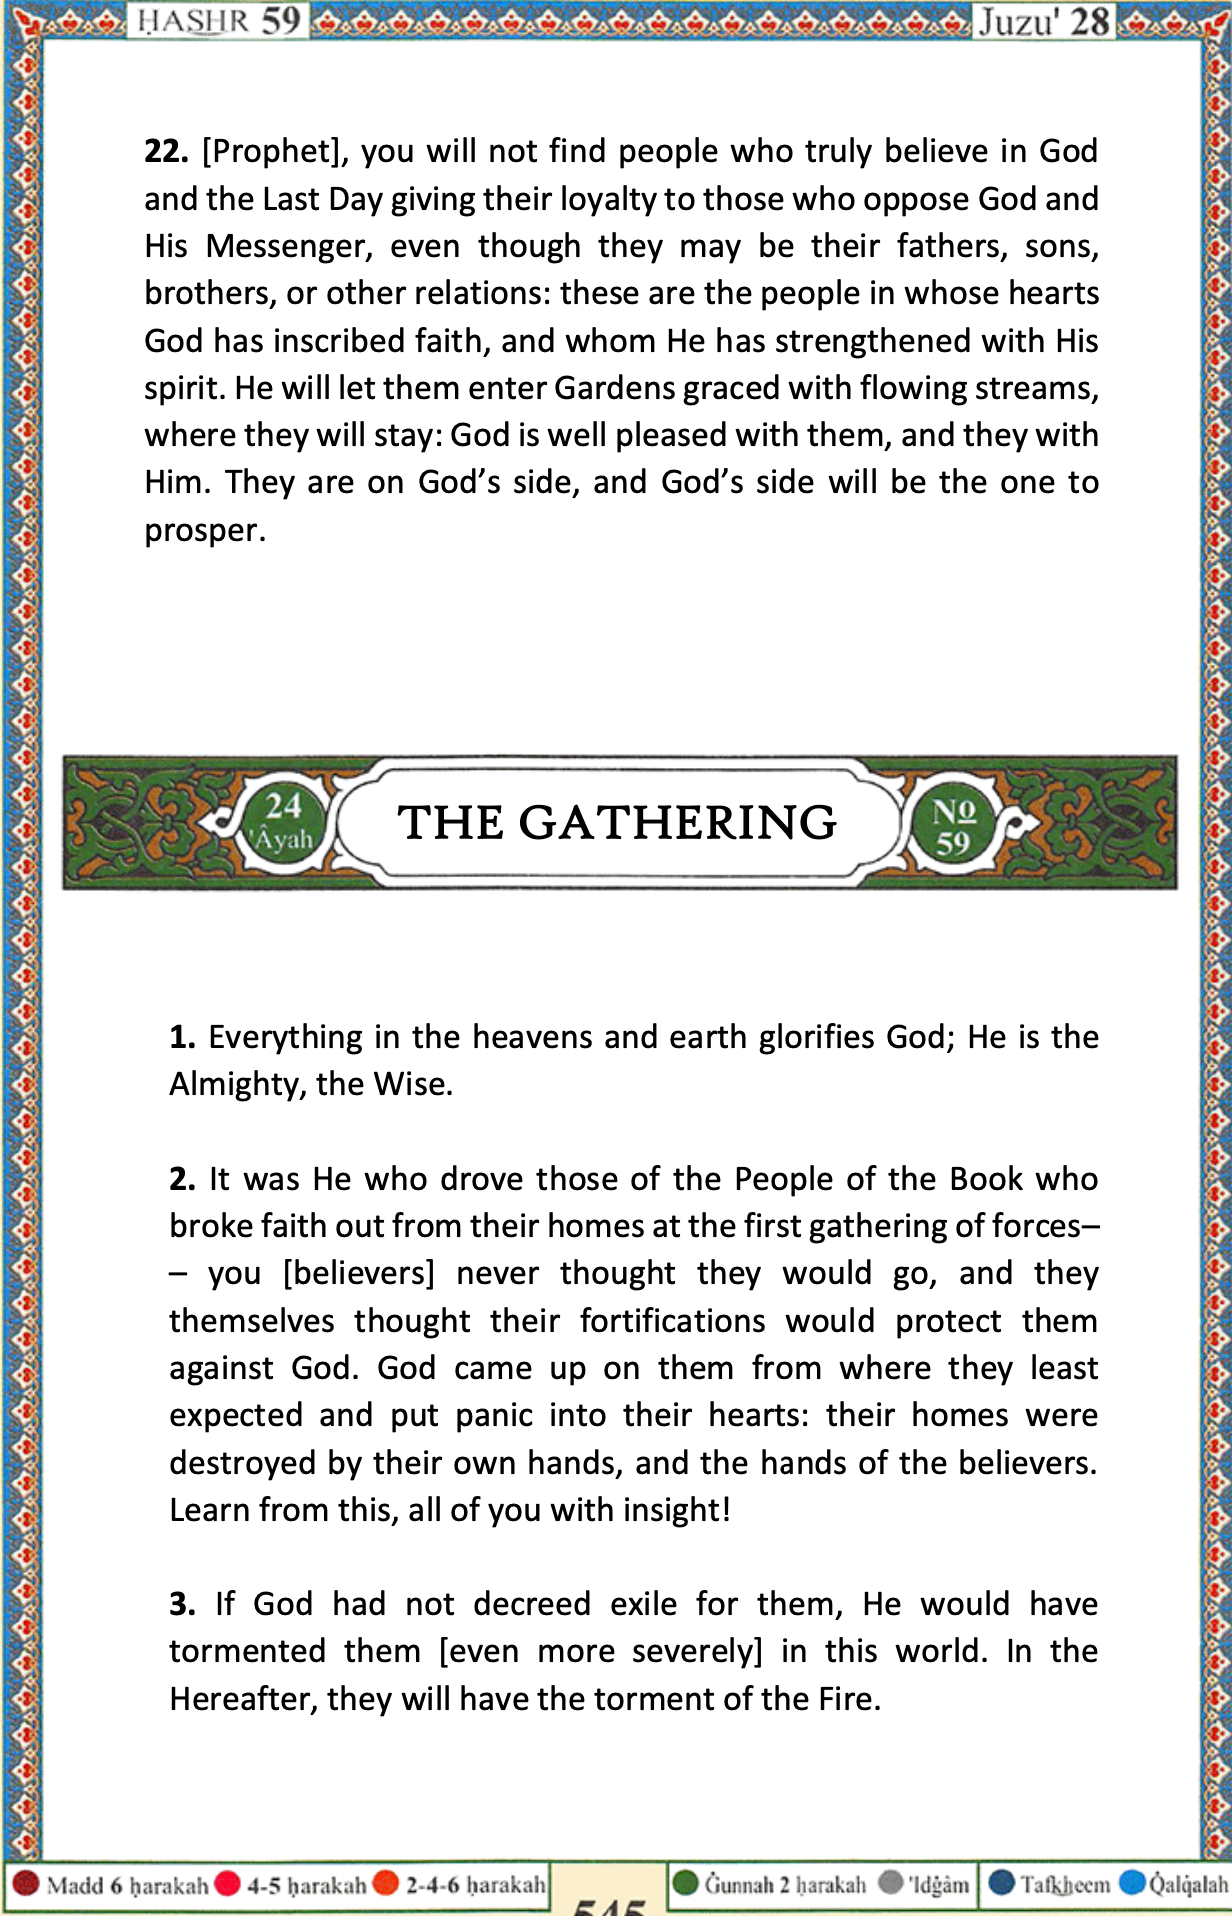 ḤASHR 59
Juzu' 28
22. [Prophet], you will not find people who truly believe in God
and the Last Day giving their loyalty to those who oppose God and
His Messenger, even though they may be their fathers, sons,
brothers, or other relations: these are the people in whose hearts
God has inscribed faith, and whom He has strengthened with His
spirit. He will let them enter Gardens graced with flowing streams,
where they will stay: God is well pleased with them, and they with
Him. They are on God’s side, and God’s side will be the one to
prosper.
24
'Âyah
THE GATHERING
No
59
1. Everything in the heavens and earth glorifies God; He is the
Almighty, the Wise.
2. It was He who drove those of the People of the Book who
broke faith out from their homes at the first gathering of forces–
– you [believers] never thought they would go, and they
themselves thought their fortifications would protect them
against God. God came up on them from where they least
expected and put panic into their hearts: their homes were
destroyed by their own hands, and the hands of the believers.
Learn from this, all of you with insight!
3. If God had not decreed exile for them, He would have
tormented them [even more severely] in this world. In the
Hereafter, they will have the torment of the Fire.
Madd 6 ḥarakah 4-5 ḥarakah 2-4-6 ḥarakah
545
Ġunnah 2 ḥarakah 'Idġâm Tafkheem Q̇alq̇alah